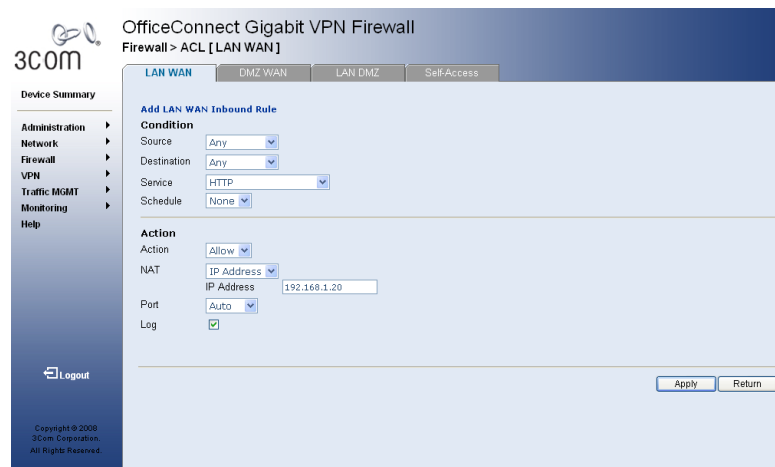 3COM
OfficeConnect Gigabit VPN Firewall
Firewall > ACL [ LAN WAN ]
LAN WAN
DMZ WAN
LAN DMZ
Self-Access
Device Summary
Administration
Network
Firewall
VPN
Traffic MGMT
Monitoring
Help
Logout
Copyright © 2008
3Com Corporation.
All Rights Reserved.
Add LAN WAN Inbound Rule
Condition
Source Any
Destination Any
Service HTTP
Schedule None
Action
Action Allow
NAT IP Address
IP Address 192.168.1.20
Port Auto
Log
Apply Return